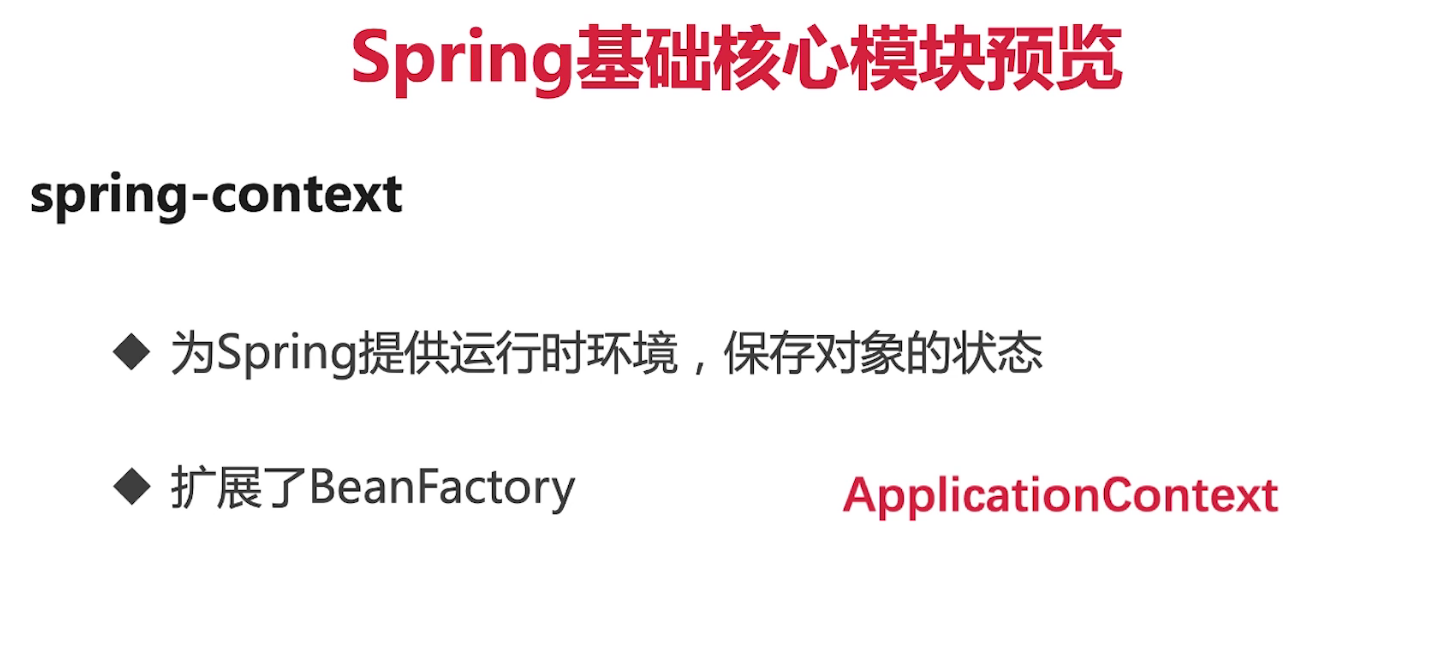 Spring基础核心模块预览
spring-context
◆ 为Spring提供运行时环境，保存对象的状态
◆ 扩展了BeanFactory
ApplicationContext